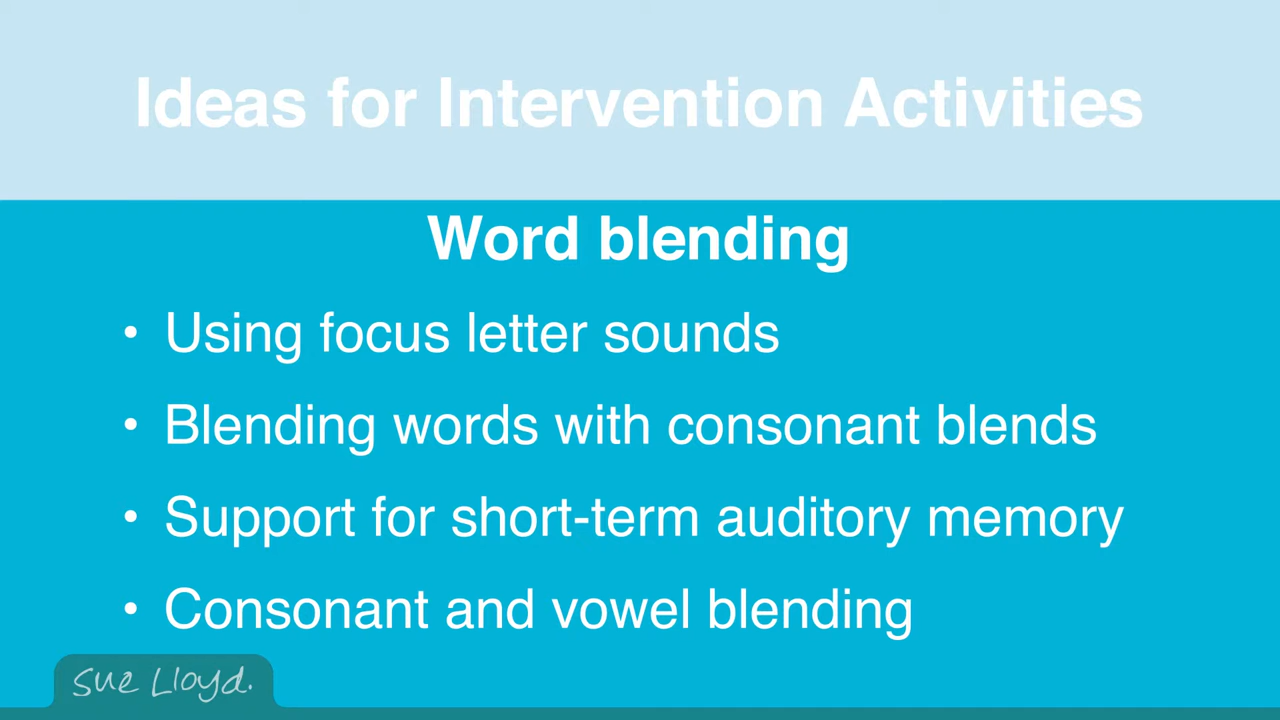 Ideas for Intervention Activities
Word blending
• Using focus letter sounds
• Blending words with consonant blends
• Support for short-term auditory memory
• Consonant and vowel blending
Sue Lloyd.